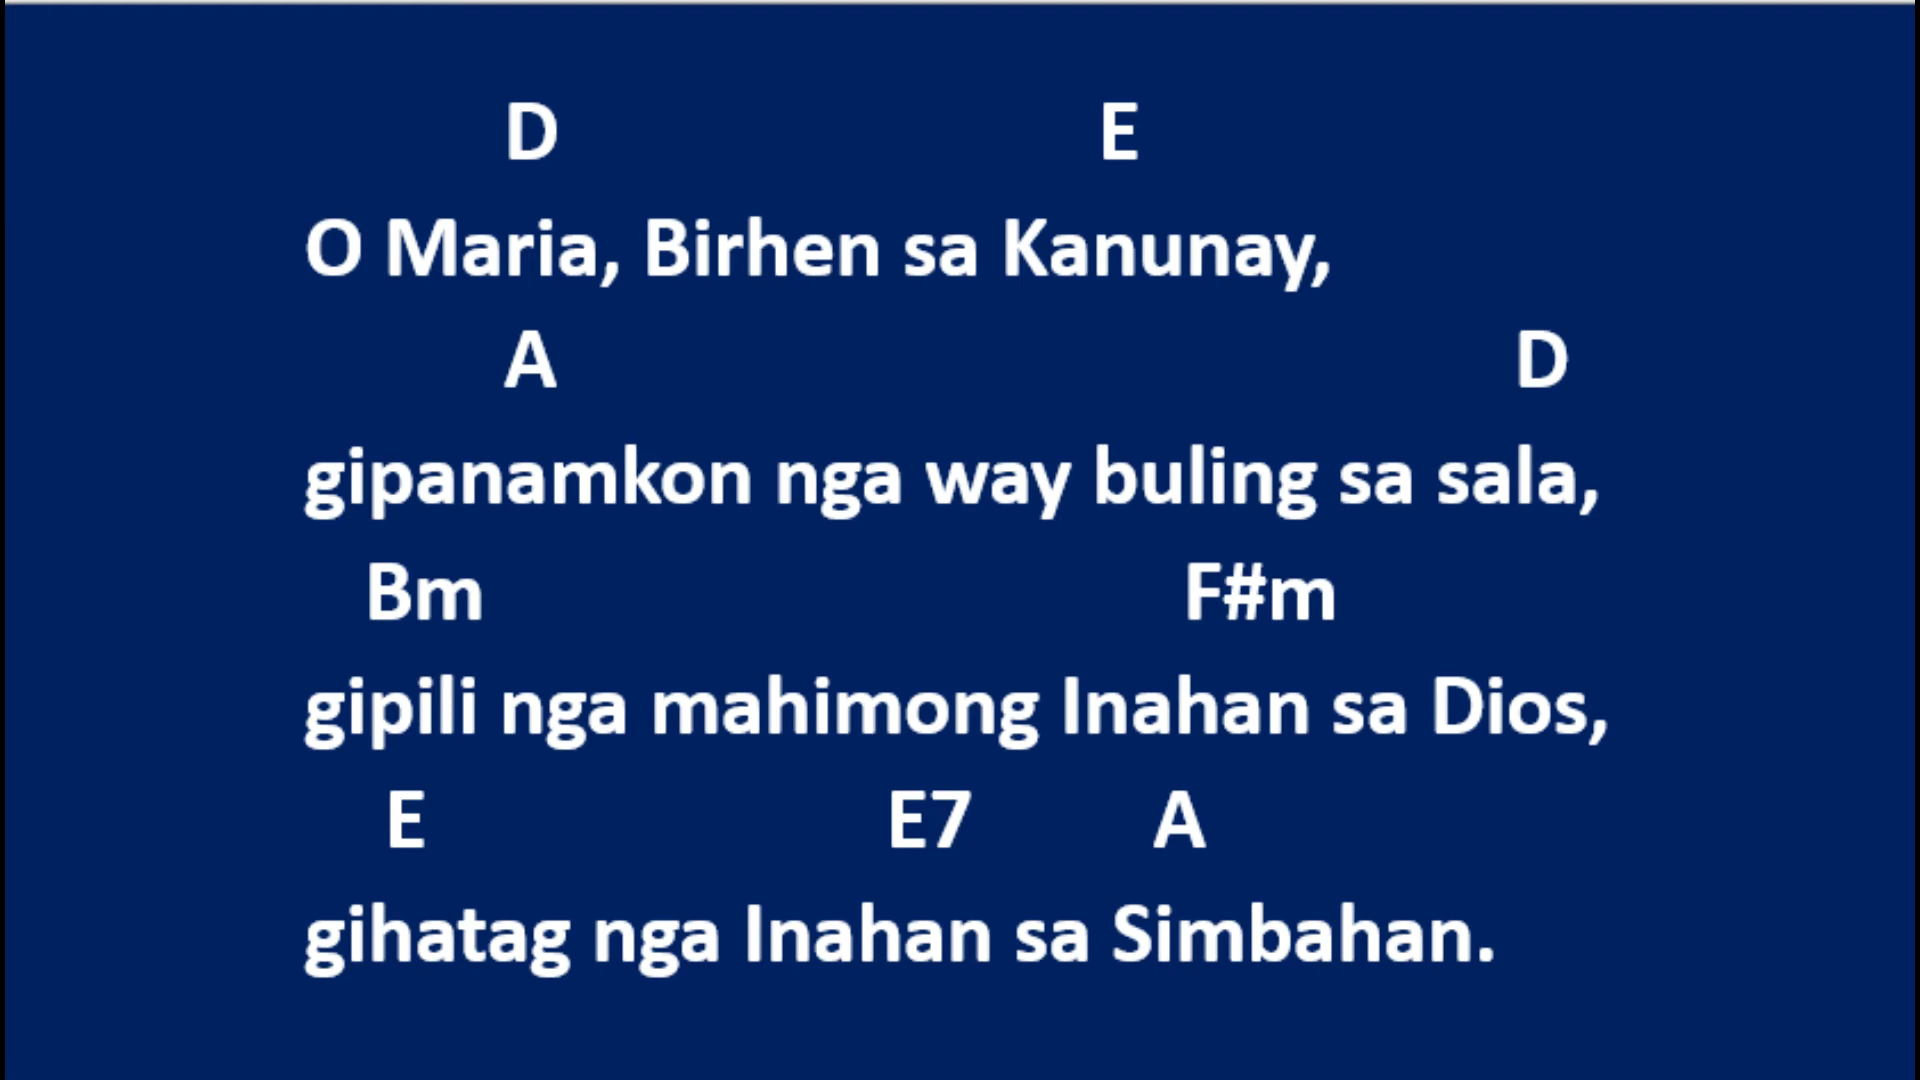 D E
O Maria, Birhen sa Kanunay,
A D
gipanamkon nga way buling sa sala,
Bm F#m
gipili nga mahimong Inahan sa Dios,
E E7 A
gihatag nga Inahan sa Simbahan.